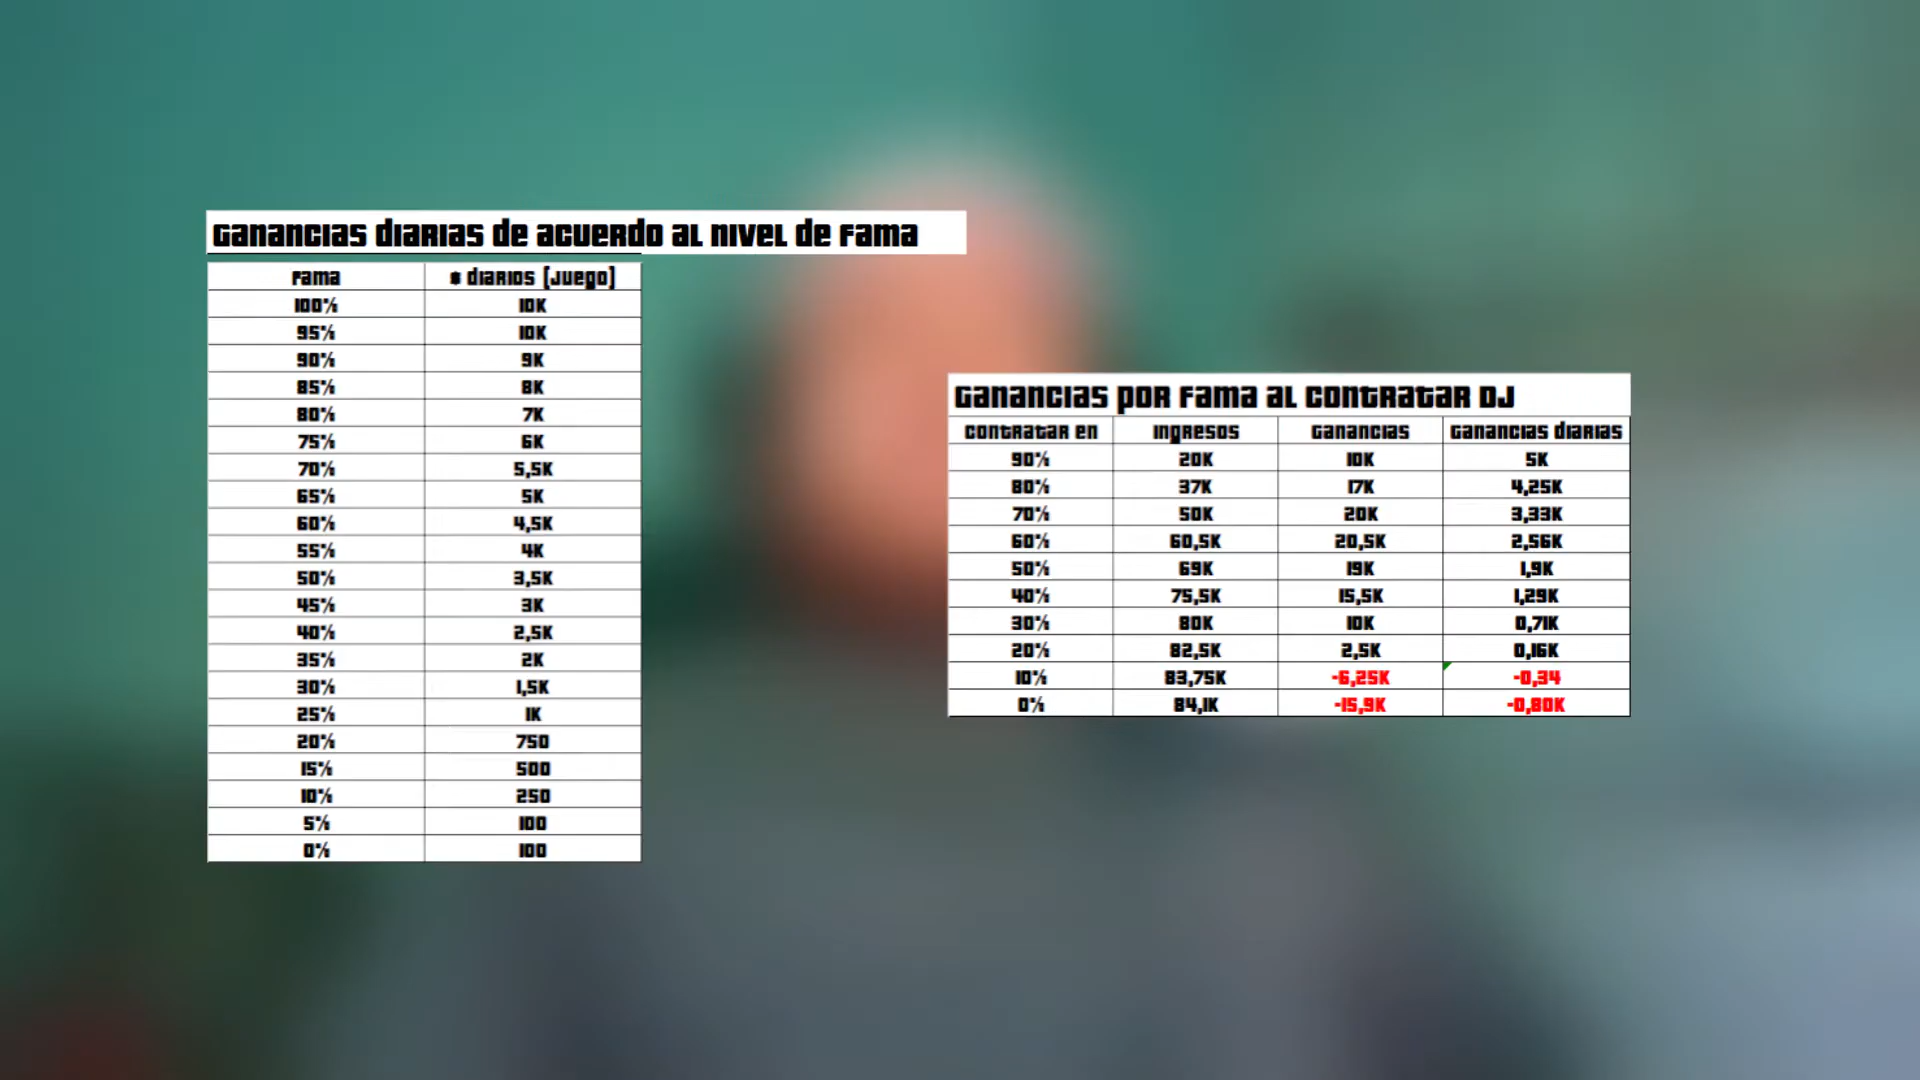 Ganancias diarias de acuerdo al nivel de fama
Fama $ diarios (Juego)
100% 10K
95% 10K
90% 9K
85% 8K
80% 7K
75% 6K
70% 5,5K
65% 5K
60% 4,5K
55% 4K
50% 3,5K
45% 3K
40% 2,5K
35% 2K
30% 1,5K
25% 1K
20% 750
15% 500
10% 250
5% 100
0% 100
Ganancias por fama al contratar DJ
Contratar en Ingresos Ganancias Ganancias diarias
90% 20K 10K 5K
80% 37K 17K 4,25K
70% 50K 20K 3,33K
60% 60,5K 20,5K 2,56K
50% 69K 19K 1,9K
40% 75,5K 15,5K 1,29K
30% 80K 10K 0,71K
20% 82,5K 2,5K 0,16K
10% 83,75K -6,25K -0,34
0% 84,1K -15,9K -0,80K